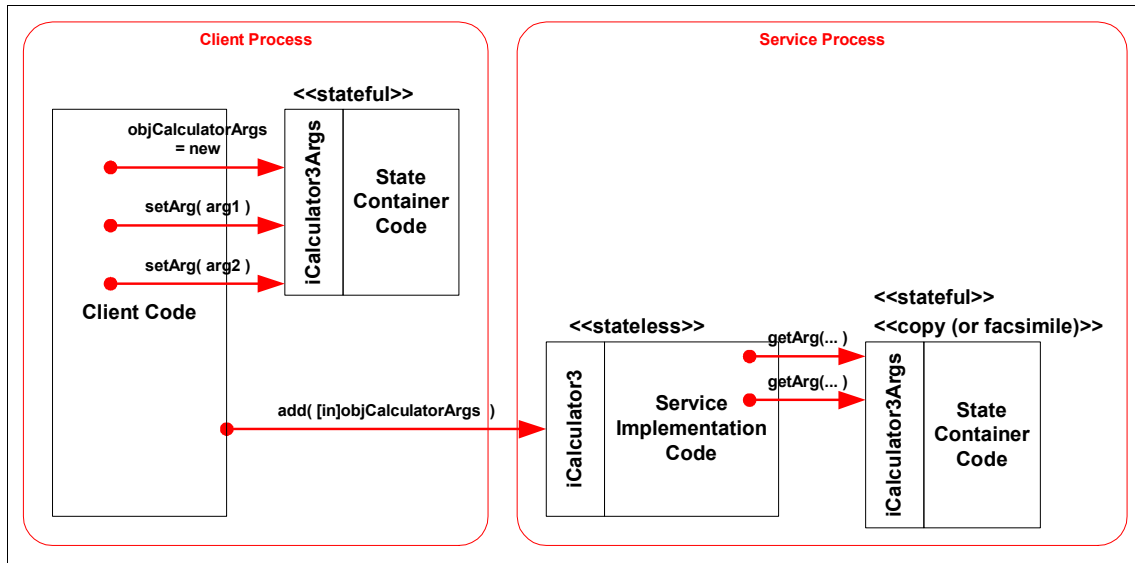 Client Process
<<stateful>>
objCalculatorArgs
= new
setArg( arg1 )
setArg( arg2 )
Client Code
iCalculator3Args
State
Container
Code
add( [in]objCalculatorArgs )
Service Process
<<stateless>>
iCalculator3
Service
Implementation
Code
getArg(... )
getArg(... )
<<stateful>>
<<copy (or facsimile)>>
iCalculator3Args
State
Container
Code